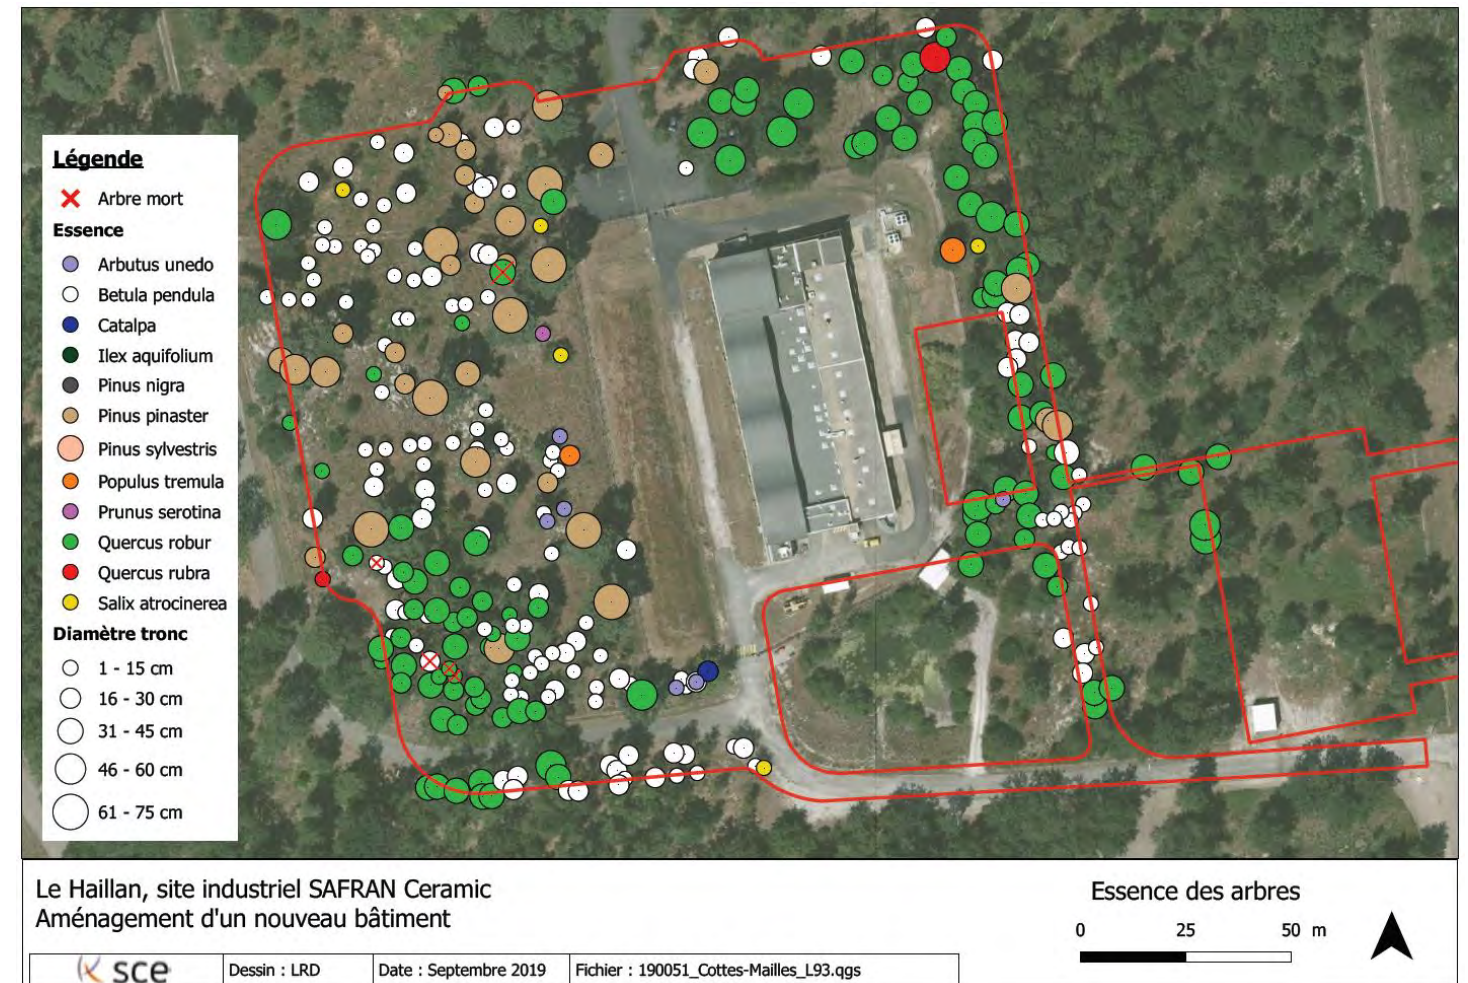 Légende
Arbre mort
Essence
Arbutus unedo
Betula pendula
Catalpa
Ilex aquifolium
Pinus nigra
Pinus pinaster
Pinus sylvestris
Populus tremula
Prunus serotina
Quercus robur
Quercus rubra
Salix atrocinerea
Diamètre tronc
1 - 15 cm
16 - 30 cm
31 - 45 cm
46 - 60 cm
61 - 75 cm
Le Haillan, site industriel SAFRAN Ceramic
Aménagement d'un nouveau bâtiment
Essence des arbres
0 25 50 m
sce
Dessin : LRD
Date : Septembre 2019
Fichier : 190051_Cottes-Mailles_L93.qgs